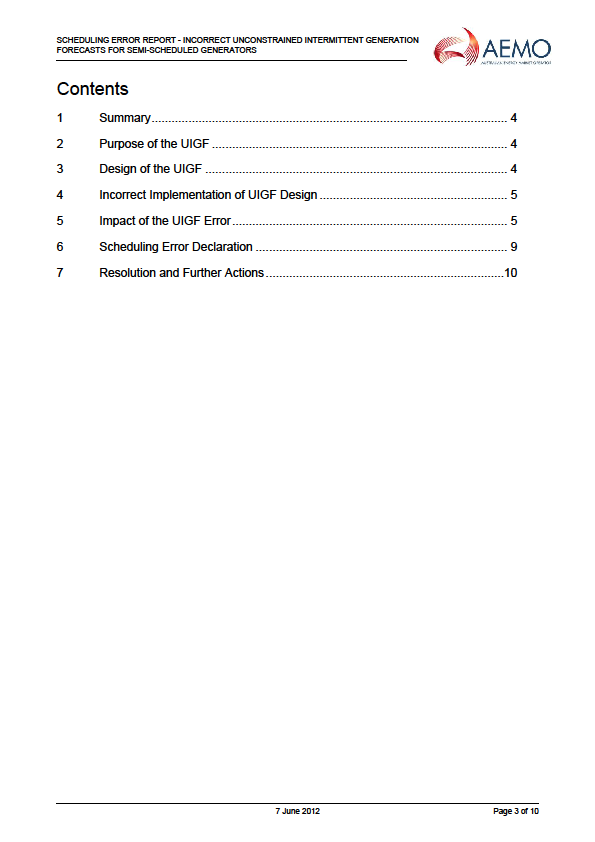 SCHEDULING ERROR REPORT - INCORRECT UNCONSTRAINED INTERMITTENT GENERATION
FORECASTS FOR SEMI-SCHEDULED GENERATORS
AEMO
AUSTRALIAN ENERGY MARKET OPERATOR
Contents
1 Summary ........................................................ 4
2 Purpose of the UIGF ........................................................ 4
3 Design of the UIGF ........................................................ 4
4 Incorrect Implementation of UIGF Design ........................................................ 5
5 Impact of the UIGF Error ........................................................ 5
6 Scheduling Error Declaration ........................................................ 9
7 Resolution and Further Actions ........................................................ 10
7 June 2012 Page 3 of 10